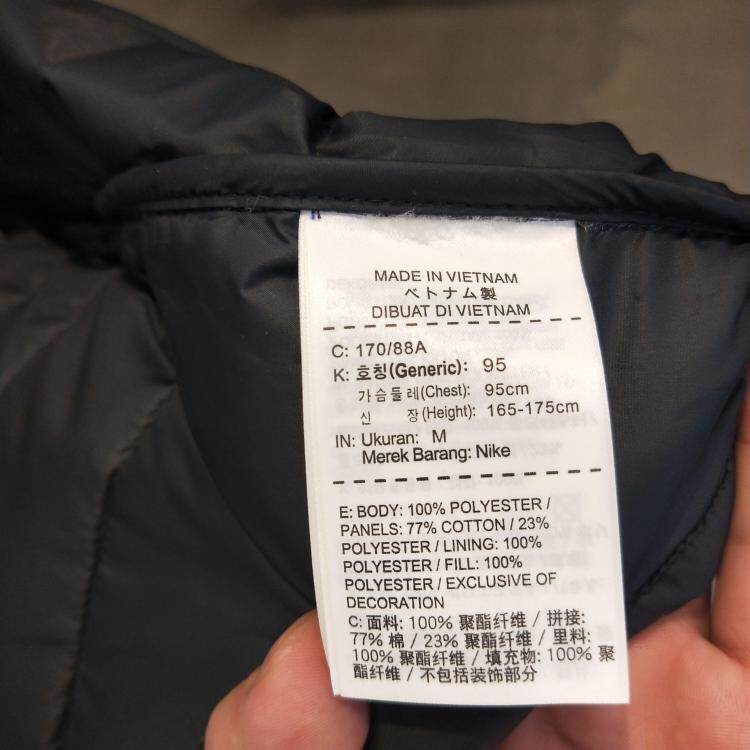 MADE IN VIETNAM
ベトナム製
DIBUAT DI VIETNAM
C: 170/88A
K: 호칭(Generic): 95
가슴둘레(Chest): 95cm
신 장(Height): 165-175cm
IN: Ukuran: M
Merek Barang: Nike
E: BODY: 100% POLYESTER /
PANELS: 77% COTTON / 23%
POLYESTER / LINING: 100%
POLYESTER / FILL: 100%
POLYESTER / EXCLUSIVE OF
DECORATION
C: 面料: 100% 聚酯纤维 / 拼接:
77% 棉 / 23% 聚酯纤维 / 里料:
100% 聚酯纤维 / 填充物: 100% 聚
酯纤维 / 不包括装饰部分